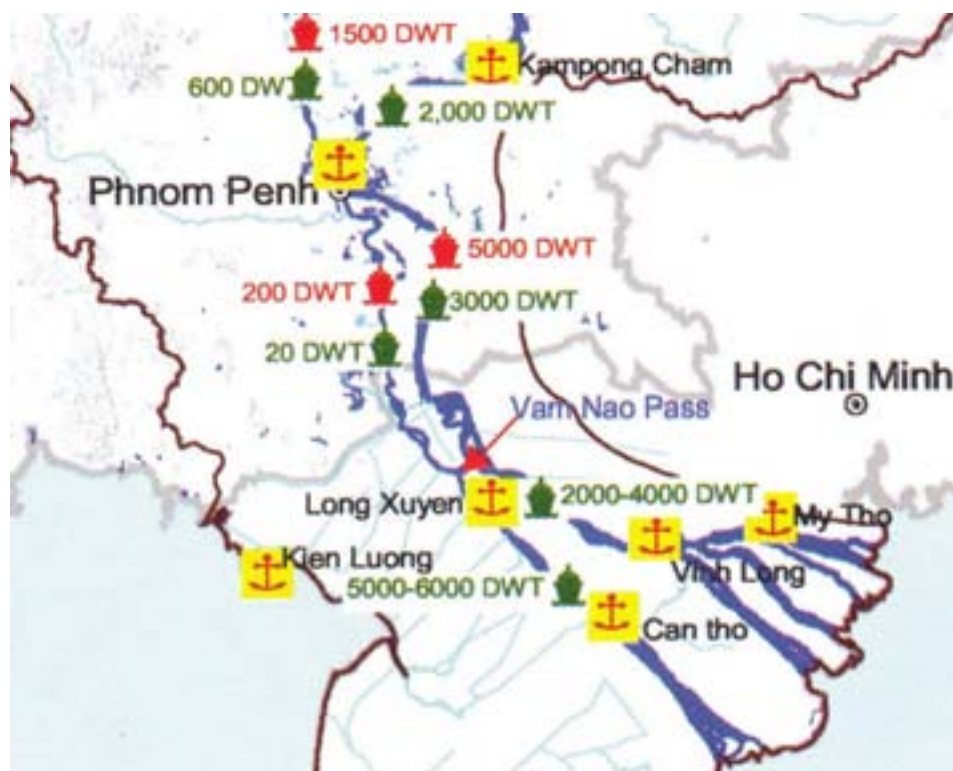 1500 DWT
Kampong Cham
600 DWT
2,000 DWT
Phnom Penh
5000 DWT
200 DWT
3000 DWT
20 DWT
Ho Chi Minh
Vam Nao Pass
Long Xuyen
2000-4000 DWT
My Tho
Kien Luong
Vinh Long
5000-6000 DWT
Can tho